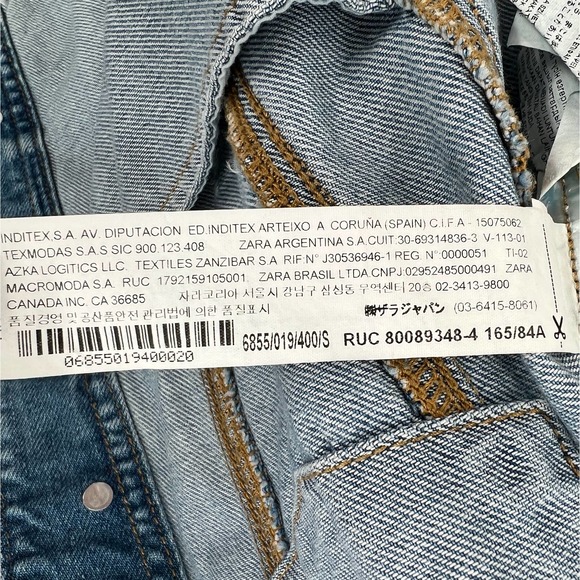 INDITEX,S.A. AV. DIPUTACION ED.INDITEX ARTEIXO A CORUÑA (SPAIN) C.I.F A - 15075062
TEXMODAS S.A.S SIC 900.123.408 ZARA ARGENTINA S.A.CUIT:30-69314836-3 V-113-01
AZKA LOGITICS LLC. TEXTILES ZANZIBAR S.A RIF.N° J30536946-1 REG. N°:0000051 TI-02
MACROMODA S.A. RUC 1792159105001. ZARA BRASIL LTDA.CNPJ:02952485000491 ZARA
CANADA INC. CA 36685 자라코리아 서울시 강남구 삼성동 무역센터 20층 02-3413-9800
품질경영 및 공산품안전 관리법에 의한 품질표시 ㈱ザラジャパン (03-6415-8061)
6855/019/400/S RUC 80089348-4 165/84A
06855019400020